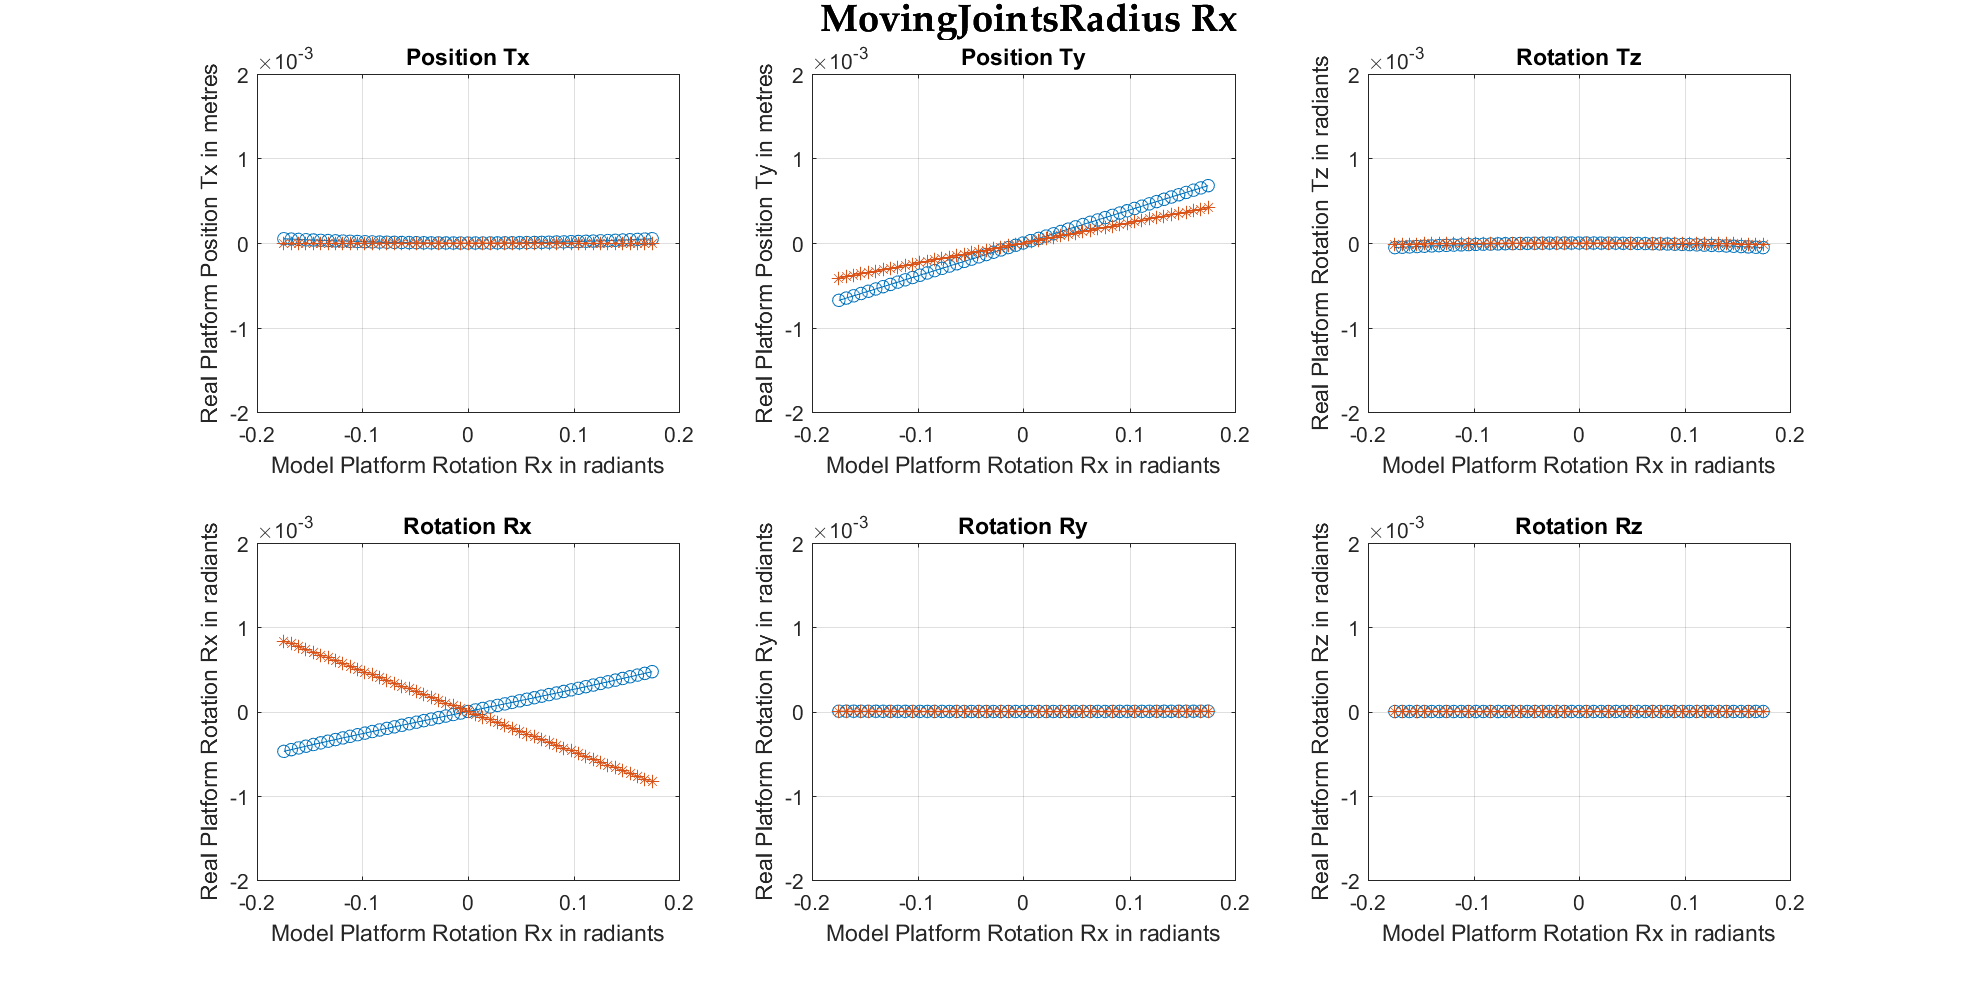 MovingJointsRadius Rx
Position Tx
×10-3
Real Platform Position Tx in metres
2
1
0
-1
-2
-0.2 -0.1 0 0.1 0.2
Model Platform Rotation Rx in radiants
Position Ty
×10-3
Real Platform Position Ty in metres
2
1
0
-1
-2
-0.2 -0.1 0 0.1 0.2
Model Platform Rotation Rx in radiants
Rotation Tz
×10-3
Real Platform Rotation Tz in radiants
2
1
0
-1
-2
-0.2 -0.1 0 0.1 0.2
Model Platform Rotation Rx in radiants
Rotation Rx
×10-3
Real Platform Rotation Rx in radiants
2
1
0
-1
-2
-0.2 -0.1 0 0.1 0.2
Model Platform Rotation Rx in radiants
Rotation Ry
×10-3
Real Platform Rotation Ry in radiants
2
1
0
-1
-2
-0.2 -0.1 0 0.1 0.2
Model Platform Rotation Rx in radiants
Rotation Rz
×10-3
Real Platform Rotation Rz in radiants
2
1
0
-1
-2
-0.2 -0.1 0 0.1 0.2
Model Platform Rotation Rx in radiants